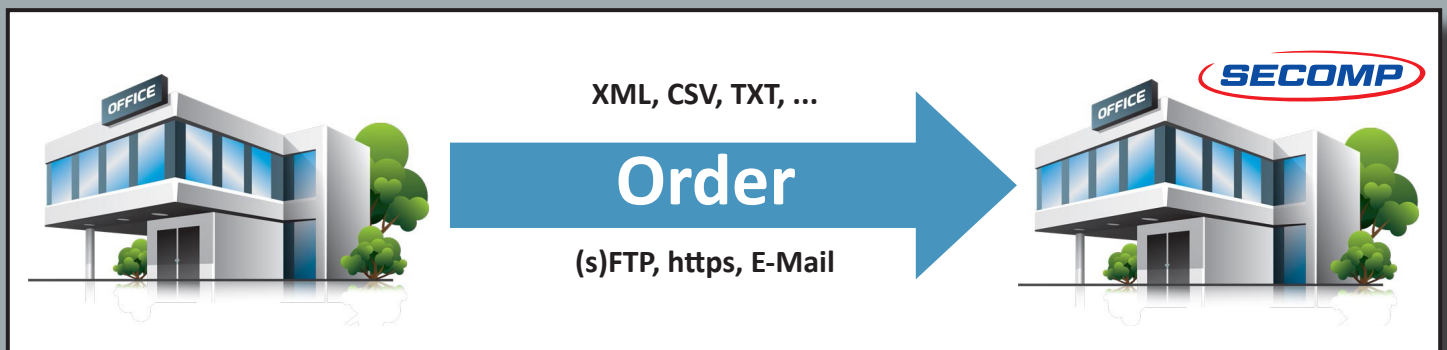 OFFICE
XML, CSV, TXT, ...
Order
(s)FTP, https, E-Mail
OFFICE
SECOMP